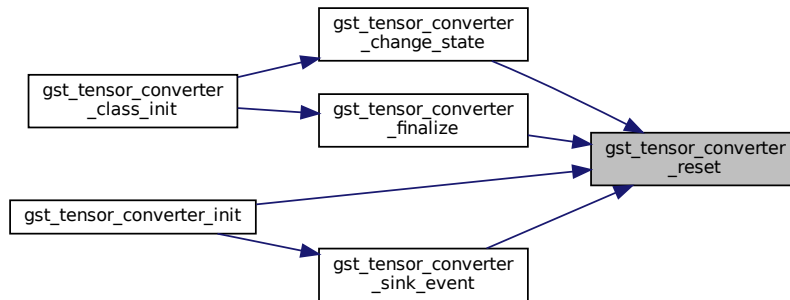 gst_tensor_converter
_change_state
gst_tensor_converter
_class_init
gst_tensor_converter
_finalize
gst_tensor_converter
_reset
gst_tensor_converter_init
gst_tensor_converter
_sink_event